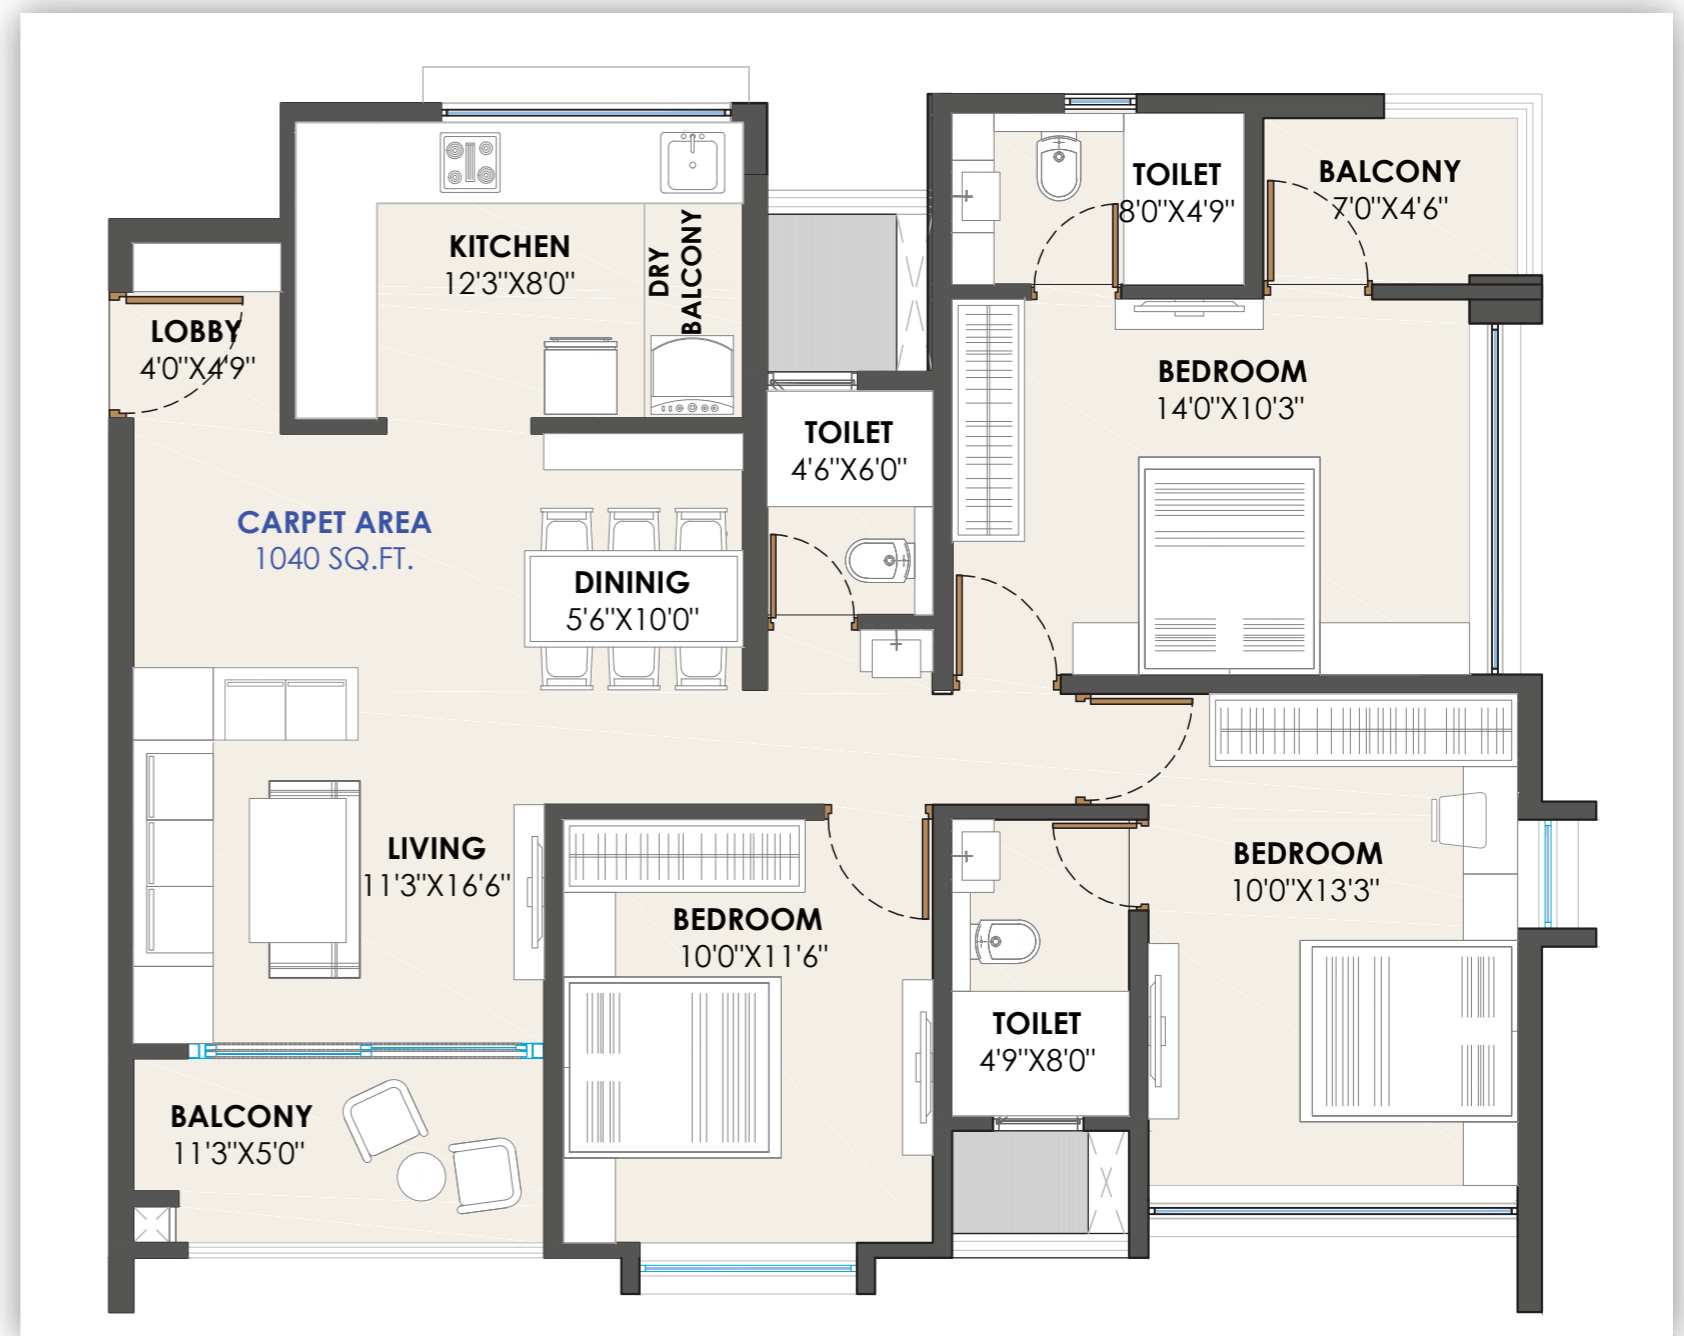 TOILET
8'0"X4'9"
BALCONY
7'0"X4'6"
KITCHEN
12'3"X8'0"
DRY
BALCONY
LOBBY
4'0"X4'9"
BEDROOM
14'0"X10'3"
TOILET
4'6"X6'0"
CARPET AREA
1040 SQ.FT.
DININIG
5'6"X10'0"
LIVING
11'3"X16'6"
BEDROOM
10'0"X13'3"
BEDROOM
10'0"X11'6"
TOILET
4'9"X8'0"
BALCONY
11'3"X5'0"